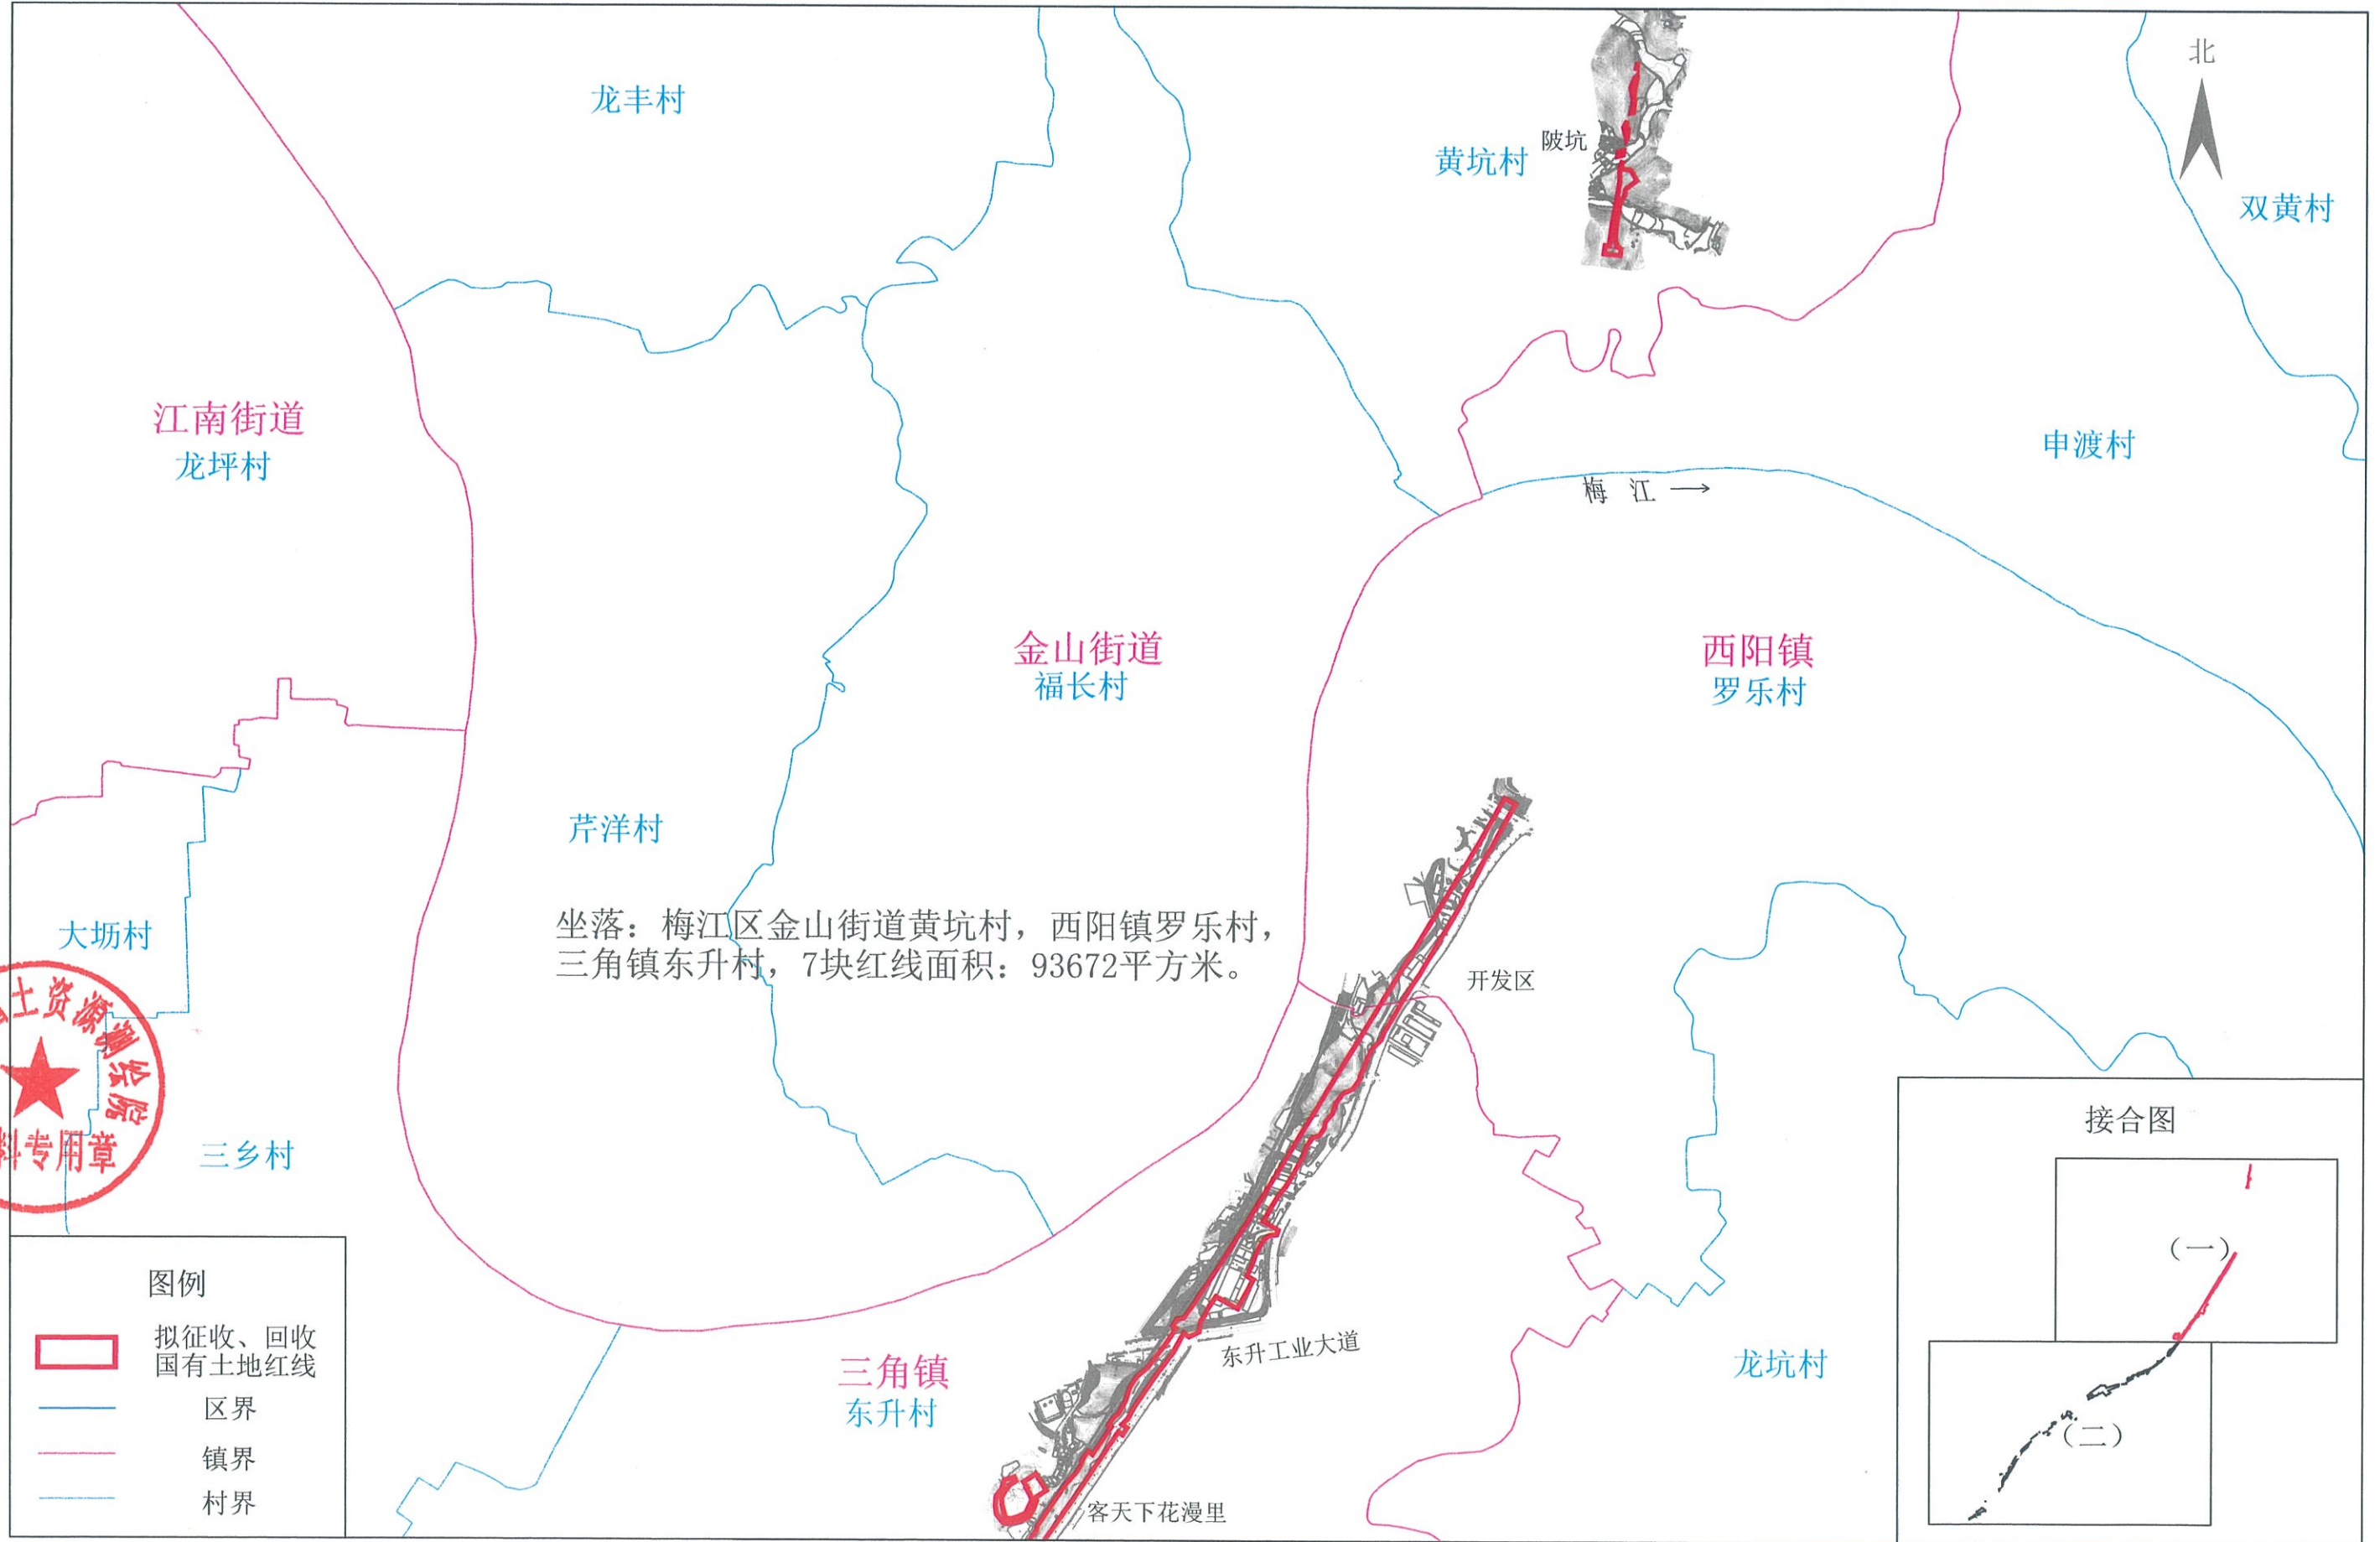 北
龙丰村
陂坑
黄坑村
双黄村
江南街道
龙坪村
申渡村
梅 江 →
金山街道
福长村
西阳镇
罗乐村
芹洋村
大坜村
坐落：梅江区金山街道黄坑村，西阳镇罗乐村，
三角镇东升村，7块红线面积：93672平方米。
开发区
土资源测绘院
料专用章
三乡村
三角镇
东升村
东升工业大道
龙坑村
客天下花漫里
图例
拟征收、回收
国有土地红线
区界
镇界
村界
接合图
（一）
（二）